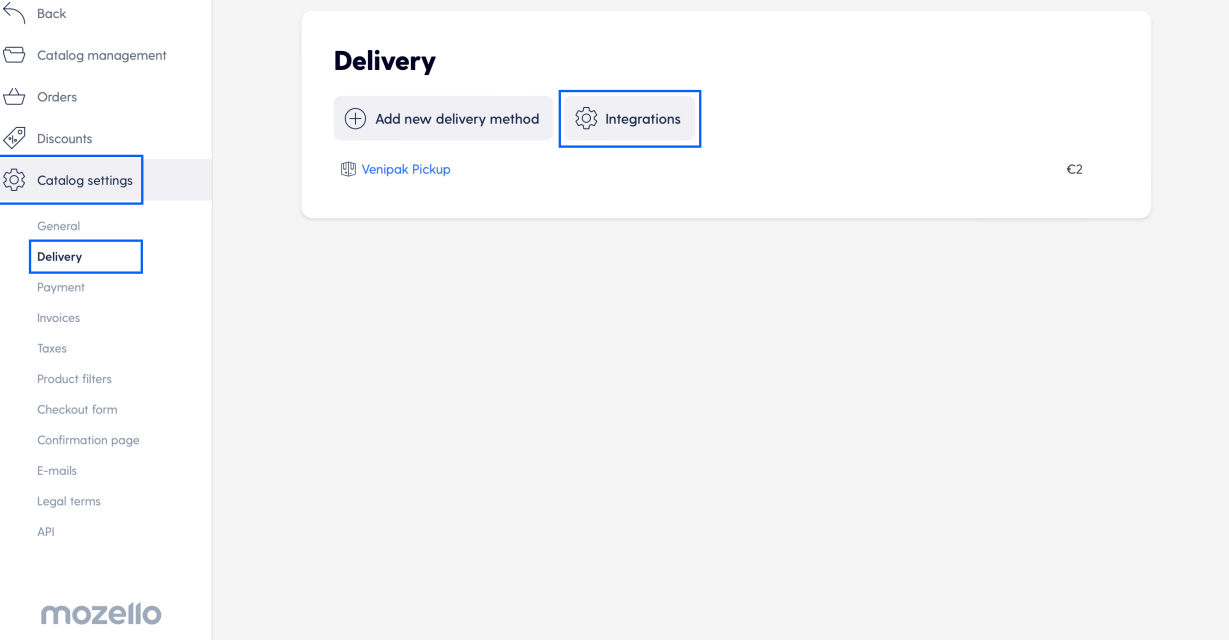 Back
Catalog management
Orders
Discounts
Catalog settings
General
Delivery
Payment
Invoices
Taxes
Product filters
Checkout form
Confirmation page
E-mails
Legal terms
API
mozello
Delivery
Add new delivery method
Integrations
Venipak Pickup €2